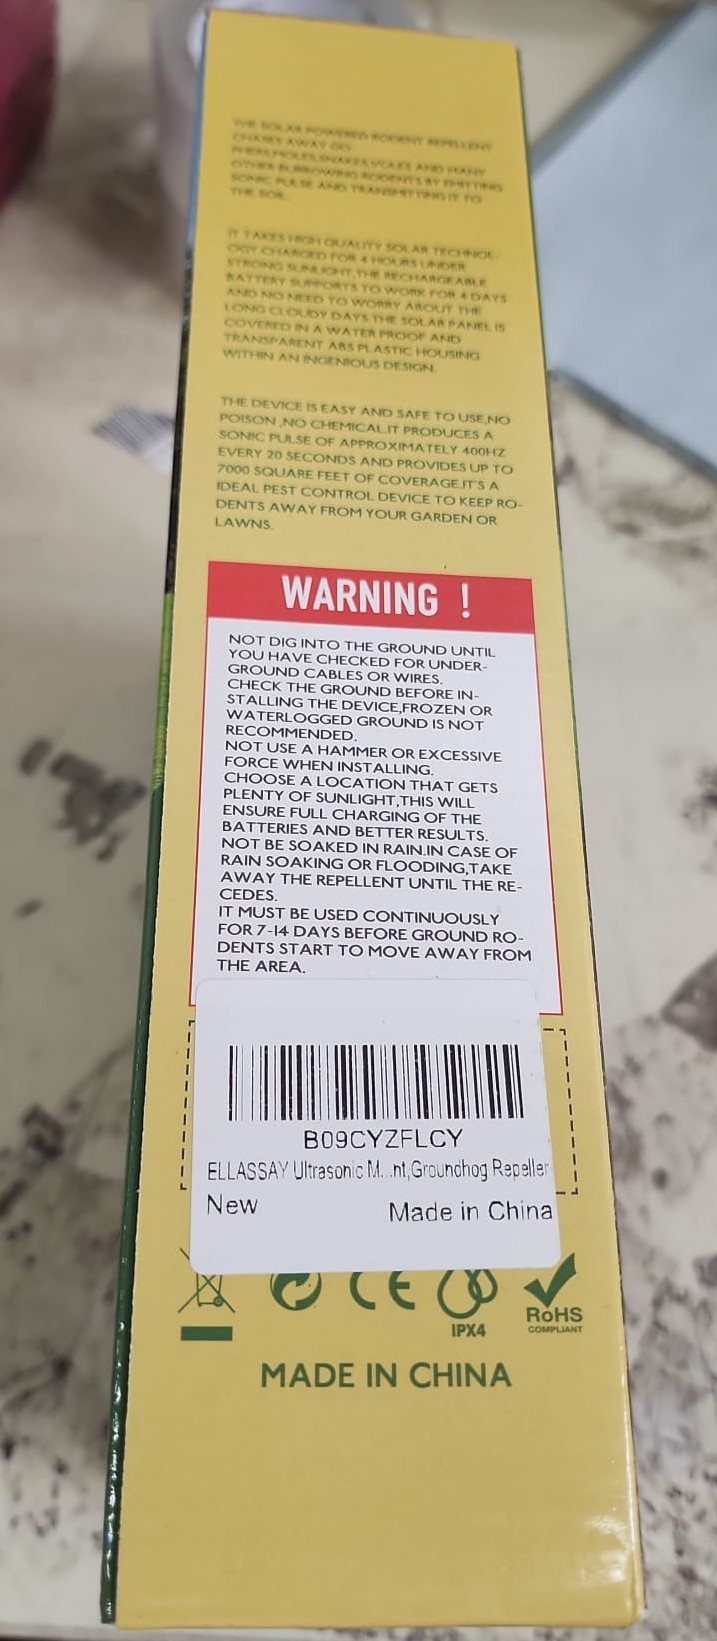 THE SOLAR POWERED RODENT REPELLENT
CHASES AWAY GO-
PHERS,MOLES,SNAKES,VOLES AND MANY
OTHER BURROWING RODENTS BY EMITTING
SONIC PULSE AND TRANSMITTING IT TO
THE SOIL.
IT TAKES HIGH QUALITY SOLAR TECHNOL-
OGY CHARGED FOR 4 HOURS UNDER
STRONG SUNLIGHT,THE RECHARGEABLE
BATTERY SUPPORTS TO WORK FOR 4 DAYS
AND NO NEED TO WORRY ABOUT THE
LONG CLOUDY DAYS.THE SOLAR PANEL IS
COVERED IN A WATER PROOF AND
TRANSPARENT ABS PLASTIC HOUSING
WITHIN AN INGENIOUS DESIGN.
THE DEVICE IS EASY AND SAFE TO USE,NO
POISON ,NO CHEMICAL.IT PRODUCES A
SONIC PULSE OF APPROXIMATELY 400HZ
EVERY 20 SECONDS AND PROVIDES UP TO
7000 SQUARE FEET OF COVERAGE.IT'S A
IDEAL PEST CONTROL DEVICE TO KEEP RO-
DENTS AWAY FROM YOUR GARDEN OR
LAWNS.
WARNING !
NOT DIG INTO THE GROUND UNTIL
YOU HAVE CHECKED FOR UNDER-
GROUND CABLES OR WIRES.
CHECK THE GROUND BEFORE IN-
STALLING THE DEVICE,FROZEN OR
WATERLOGGED GROUND IS NOT
RECOMMENDED.
NOT USE A HAMMER OR EXCESSIVE
FORCE WHEN INSTALLING.
CHOOSE A LOCATION THAT GETS
PLENTY OF SUNLIGHT,THIS WILL
ENSURE FULL CHARGING OF THE
BATTERIES AND BETTER RESULTS.
NOT BE SOAKED IN RAIN.IN CASE OF
RAIN SOAKING OR FLOODING,TAKE
AWAY THE REPELLENT UNTIL THE RE-
CEDES.
IT MUST BE USED CONTINUOUSLY
FOR 7-14 DAYS BEFORE GROUND RO-
DENTS START TO MOVE AWAY FROM
THE AREA.
B09CYZFLCY
ELLASSAY Ultrasonic M...nt,Groundhog Repeller
New Made in China
CE
IPX4
RoHS
COMPLIANT
MADE IN CHINA